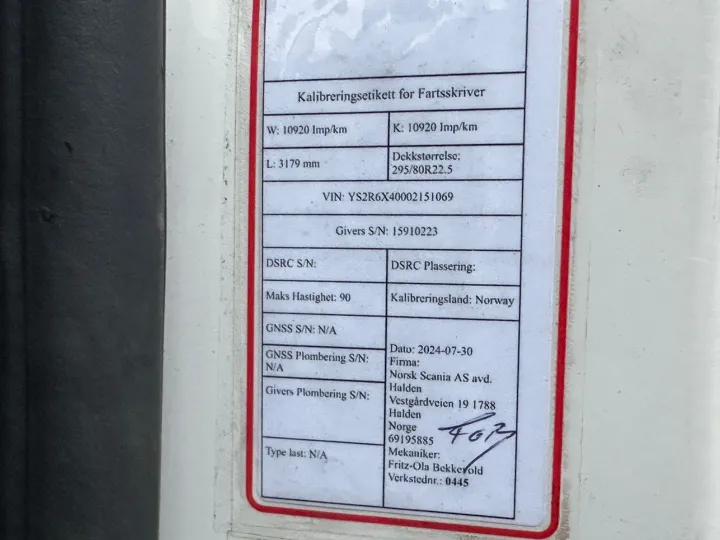 Kalibreringsetikett for Fartsskriver
W: 10920 Imp/km
K: 10920 Imp/km
L: 3179 mm
Dekkstørrelse:
295/80R22.5
VIN: YS2R6X40002151069
Givers S/N: 15910223
DSRC S/N:
DSRC Plassering:
Maks Hastighet: 90
Kalibreringsland: Norway
GNSS S/N: N/A
GNSS Plombering S/N:
N/A
Givers Plombering S/N:
Type last: N/A
Dato: 2024-07-30
Firma:
Norsk Scania AS avd.
Halden
Vestgårdveien 19 1788
Halden
Norge
69195885
Mekaniker:
Fritz-Ola Bekkevold
Verkstednr.: 0445